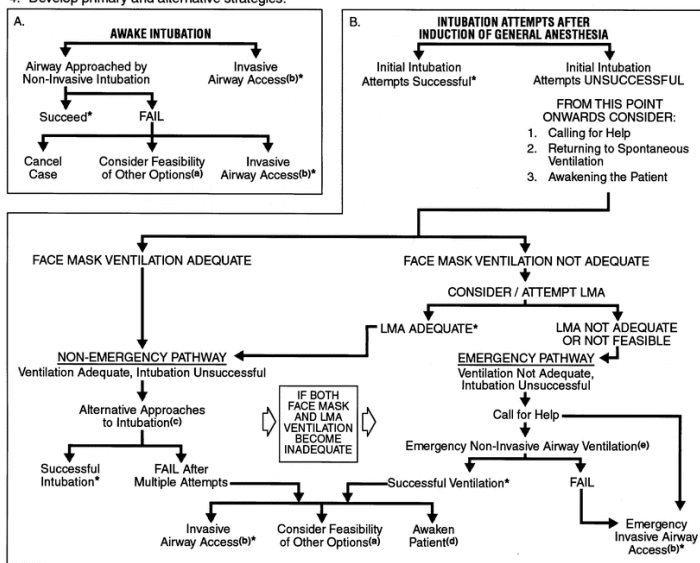 4. Develop primary and alternative strategies:
A.
AWAKE INTUBATION
Airway Approached by
Non-Invasive Intubation
Invasive
Airway Access(b)*
Succeed*
FAIL
Cancel
Case
Consider Feasibility
of Other Options(a)
Invasive
Airway Access(b)*
B.
INTUBATION ATTEMPTS AFTER
INDUCTION OF GENERAL ANESTHESIA
Initial Intubation
Attempts Successful*
Initial Intubation
Attempts UNSUCCESSFUL
FROM THIS POINT
ONWARDS CONSIDER:
1. Calling for Help
2. Returning to Spontaneous
Ventilation
3. Awakening the Patient
FACE MASK VENTILATION ADEQUATE
FACE MASK VENTILATION NOT ADEQUATE
CONSIDER / ATTEMPT LMA
LMA ADEQUATE*
LMA NOT ADEQUATE
OR NOT FEASIBLE
NON-EMERGENCY PATHWAY
Ventilation Adequate, Intubation Unsuccessful
EMERGENCY PATHWAY
Ventilation Not Adequate,
Intubation Unsuccessful
Alternative Approaches
to Intubation(c)
IF BOTH
FACE MASK
AND LMA
VENTILATION
BECOME
INADEQUATE
Call for Help
Emergency Non-Invasive Airway Ventilation(e)
Successful
Intubation*
FAIL After
Multiple Attempts
Successful Ventilation*
FAIL
Invasive
Airway Access(b)*
Consider Feasibility
of Other Options(a)
Awaken
Patient(d)
Emergency
Invasive Airway
Access(b)*